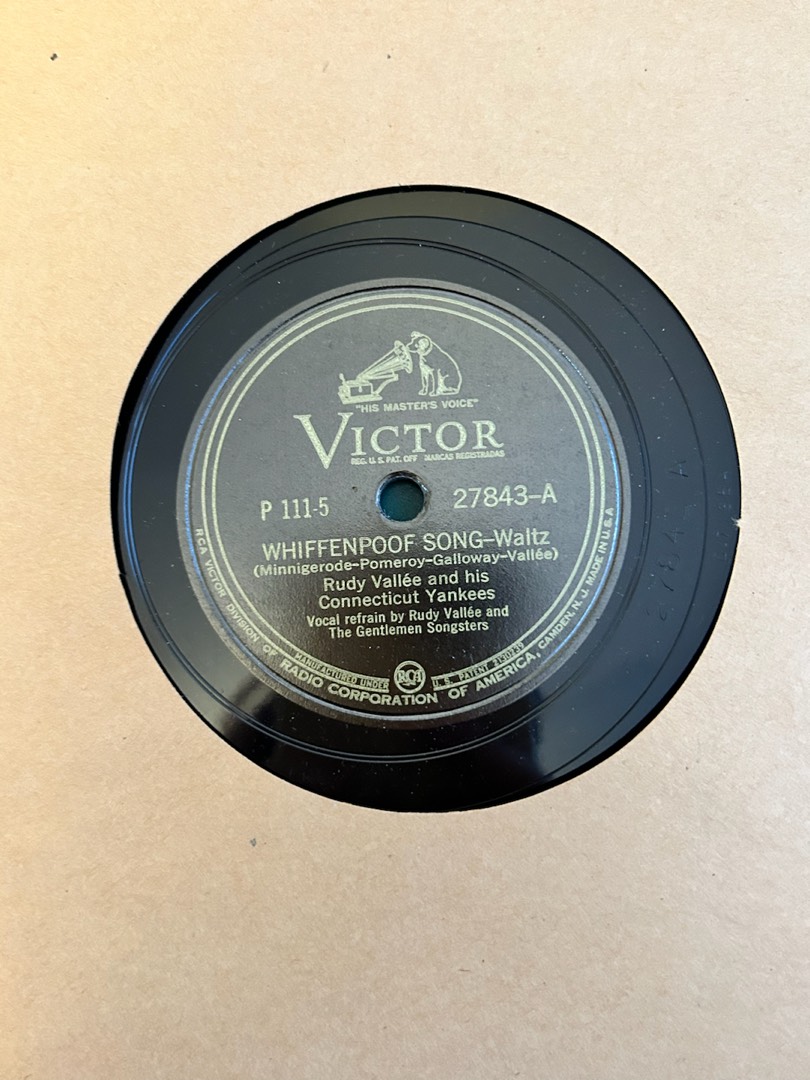 "HIS MASTER'S VOICE"
VICTOR
REG. U. S. PAT. OFF. MARCAS REGISTRADAS
P 111-5
27843-A
WHIFFENPOOF SONG-Waltz
(Minnigerode-Pomeroy-Galloway-Vallée)
Rudy Vallée and his
Connecticut Yankees
Vocal refrain by Rudy Vallée and
The Gentlemen Songsters
MANUFACTURED UNDER RCA U. S. PATENT 2130239
RCA VICTOR DIVISION OF RADIO CORPORATION OF AMERICA, CAMDEN, N. J. MADE IN U.S.A